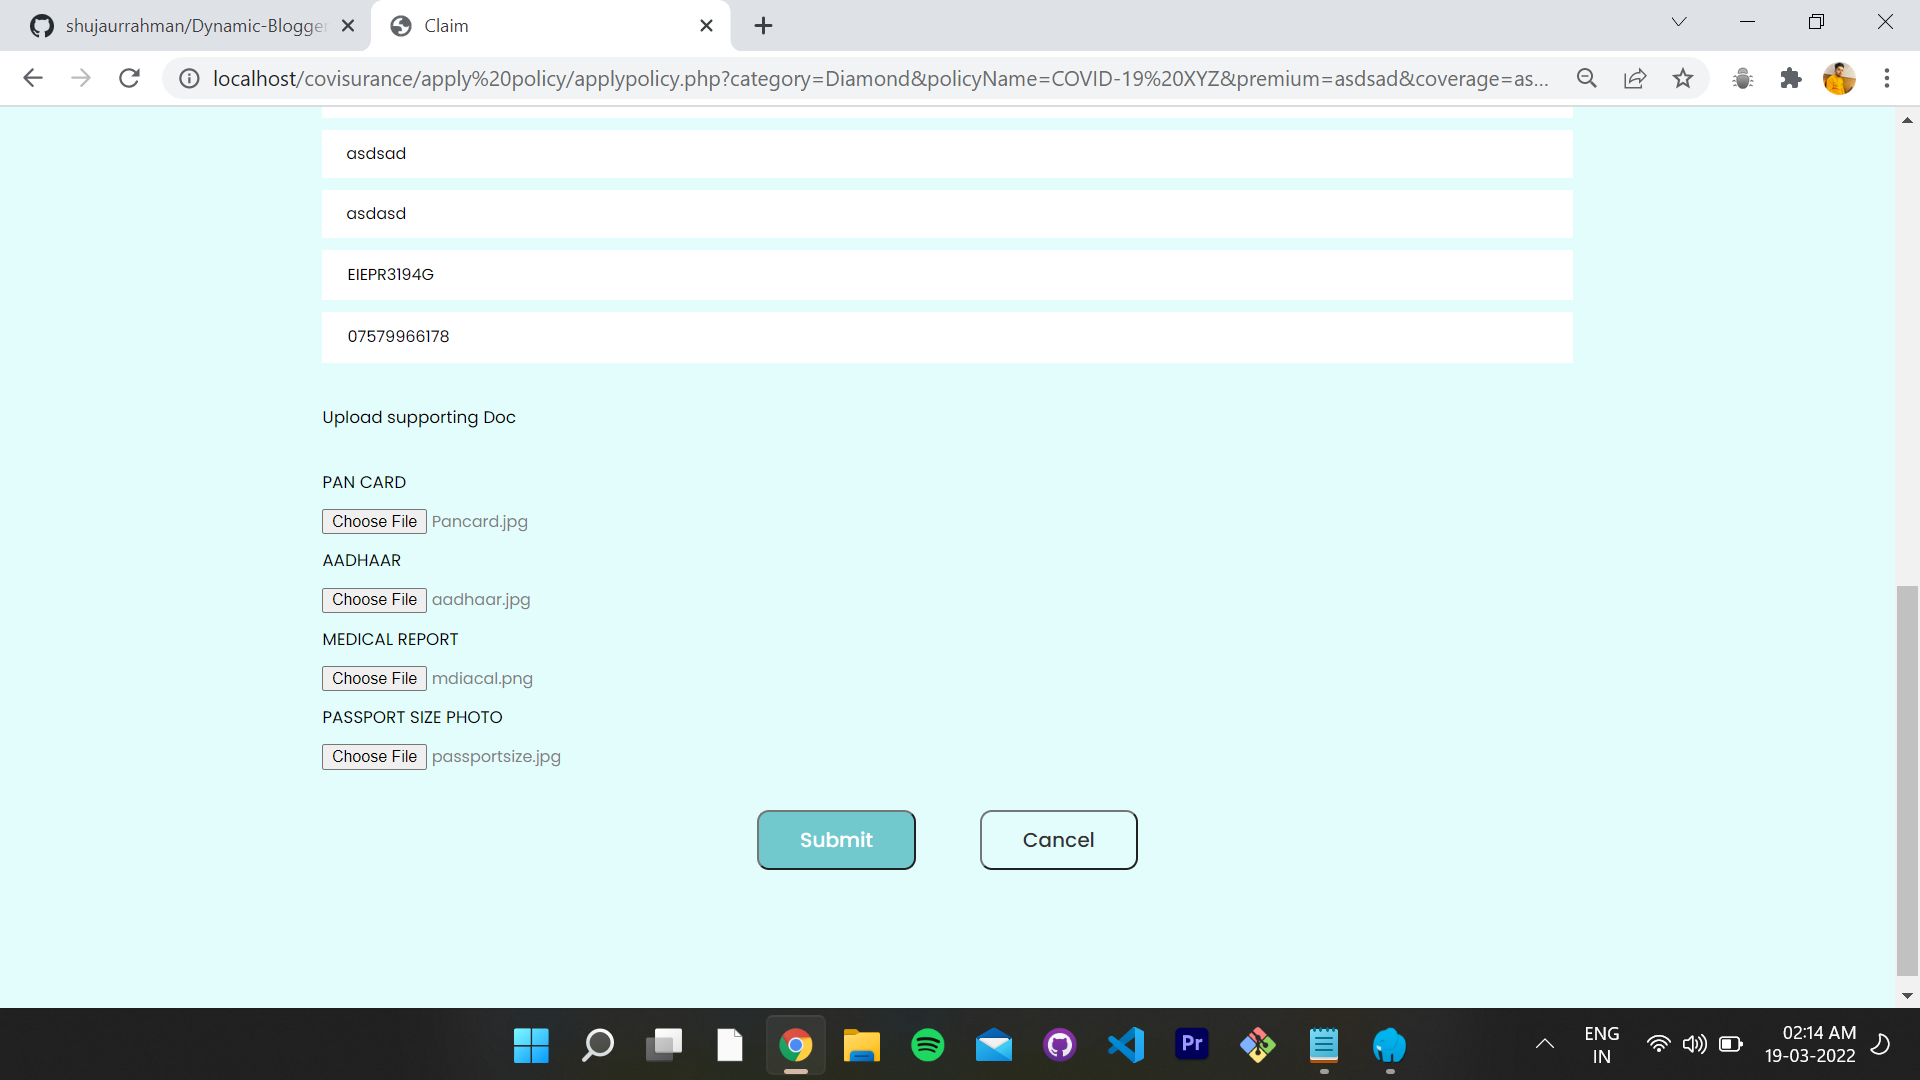 shujaurrahman/Dynamic-Blogger
Claim
localhost/covisurance/apply%20policy/applypolicy.php?category=Diamond&policyName=COVID-19%20XYZ&premium=asdsad&coverage=as...
asdsad
asdasd
EIEPR3194G
07579966178
Upload supporting Doc
PAN CARD
Choose File Pancard.jpg
AADHAAR
Choose File aadhaar.jpg
MEDICAL REPORT
Choose File mdiacal.png
PASSPORT SIZE PHOTO
Choose File passportsize.jpg
Submit Cancel
Pr
ENG
IN
02:14 AM
19-03-2022